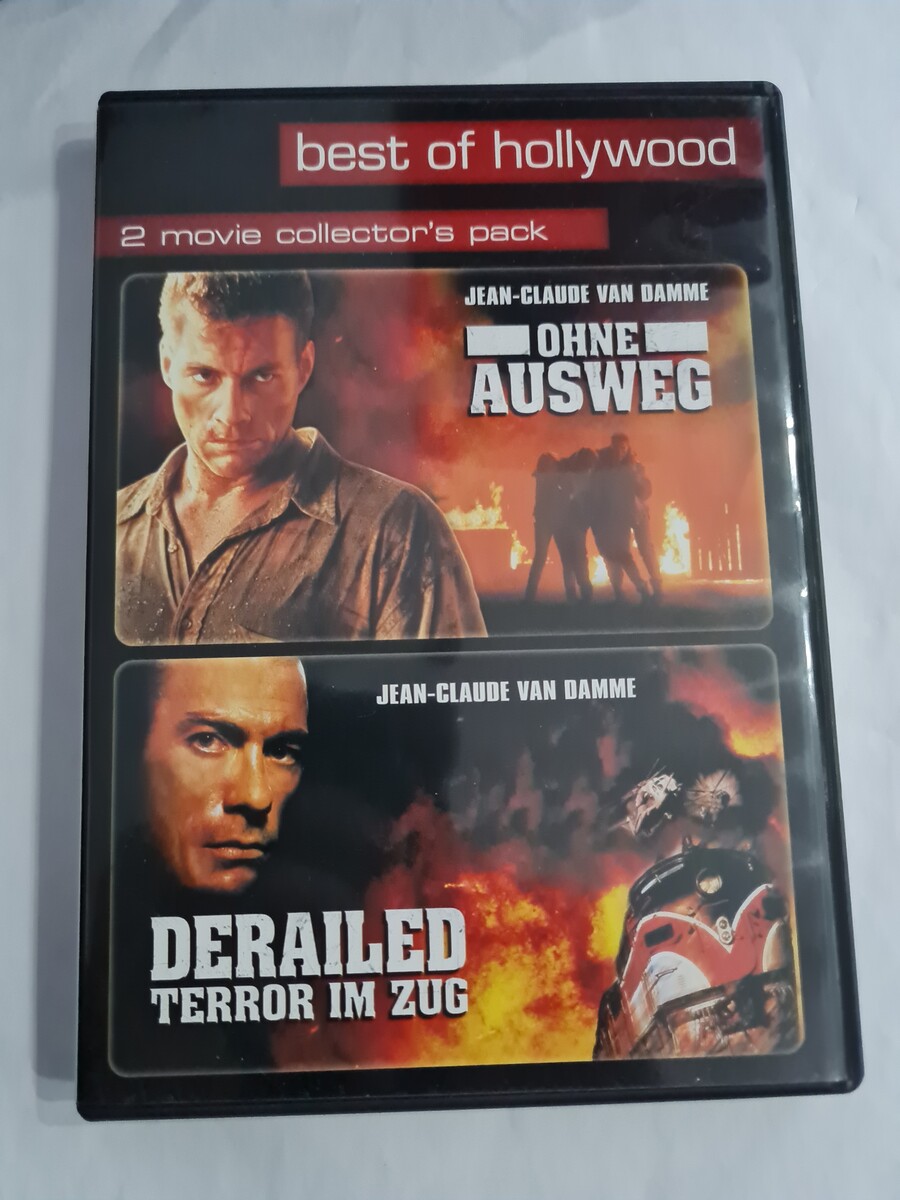 best of hollywood
2 movie collector's pack
JEAN-CLAUDE VAN DAMME
OHNE
AUSWEG
JEAN-CLAUDE VAN DAMME
DERAILED
TERROR IM ZUG